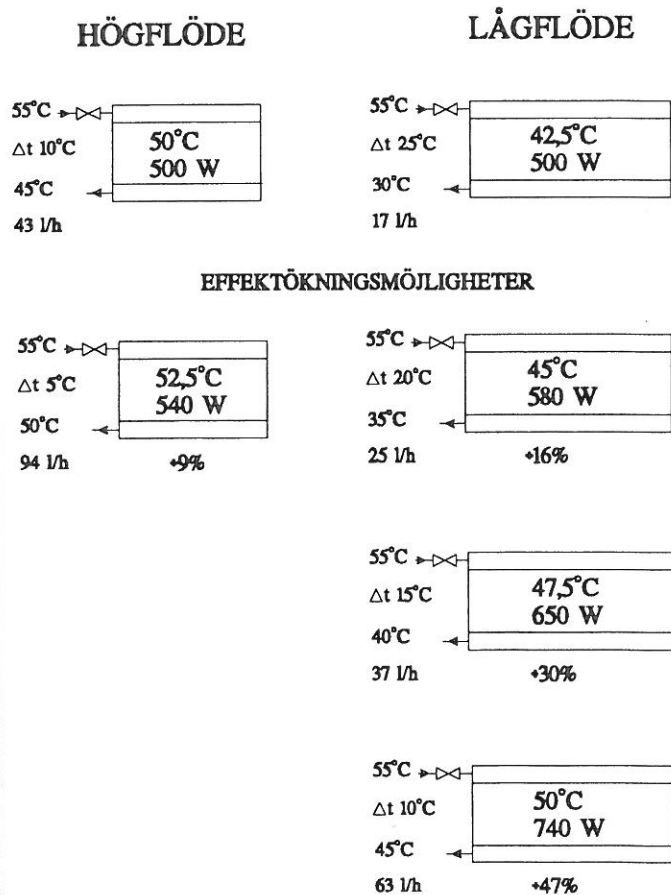 HÖGFLÖDE
55°C
Δt 10°C
45°C
43 l/h
50°C
500 W
LÅGFLÖDE
55°C
Δt 25°C
30°C
17 l/h
42,5°C
500 W
EFFEKTÖKNINGSMÖJLIGHETER
55°C
Δt 5°C
50°C
94 l/h
52,5°C
540 W
+9%
55°C
Δt 20°C
35°C
25 l/h
45°C
580 W
+16%
55°C
Δt 15°C
40°C
37 l/h
47,5°C
650 W
+30%
55°C
Δt 10°C
45°C
63 l/h
50°C
740 W
+47%